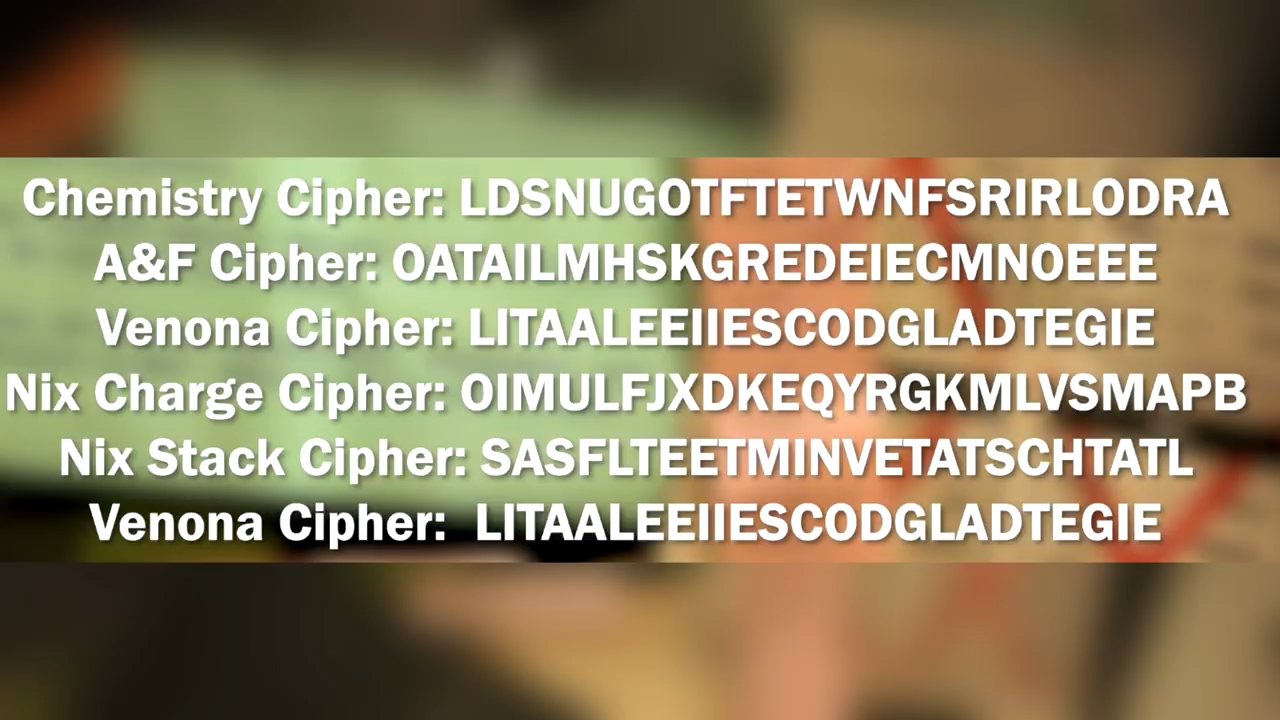 Chemistry Cipher: LDSNUGOTFTETWNFSRIRLODRA
A&F Cipher: OATAILMHSKGREDEIECMNOEEE
Venona Cipher: LITAALEEIIESCODGLADTEGIE
Nix Charge Cipher: OIMULFJXDKEQYRGKMLVSMAPB
Nix Stack Cipher: SASFLTEETMINVETATSCHTATL
Venona Cipher: LITAALEEIIESCODGLADTEGIE